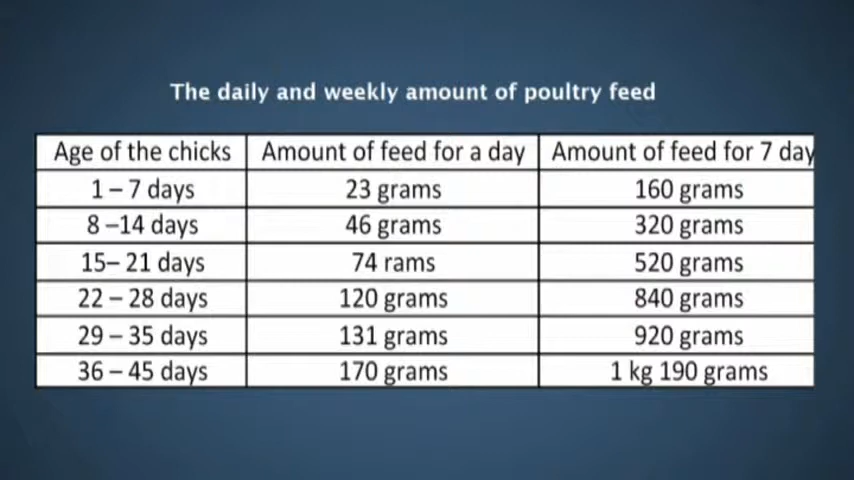 The daily and weekly amount of poultry feed
Age of the chicks Amount of feed for a day Amount of feed for 7 day
1 – 7 days 23 grams 160 grams
8 –14 days 46 grams 320 grams
15– 21 days 74 rams 520 grams
22 – 28 days 120 grams 840 grams
29 – 35 days 131 grams 920 grams
36 – 45 days 170 grams 1 kg 190 grams